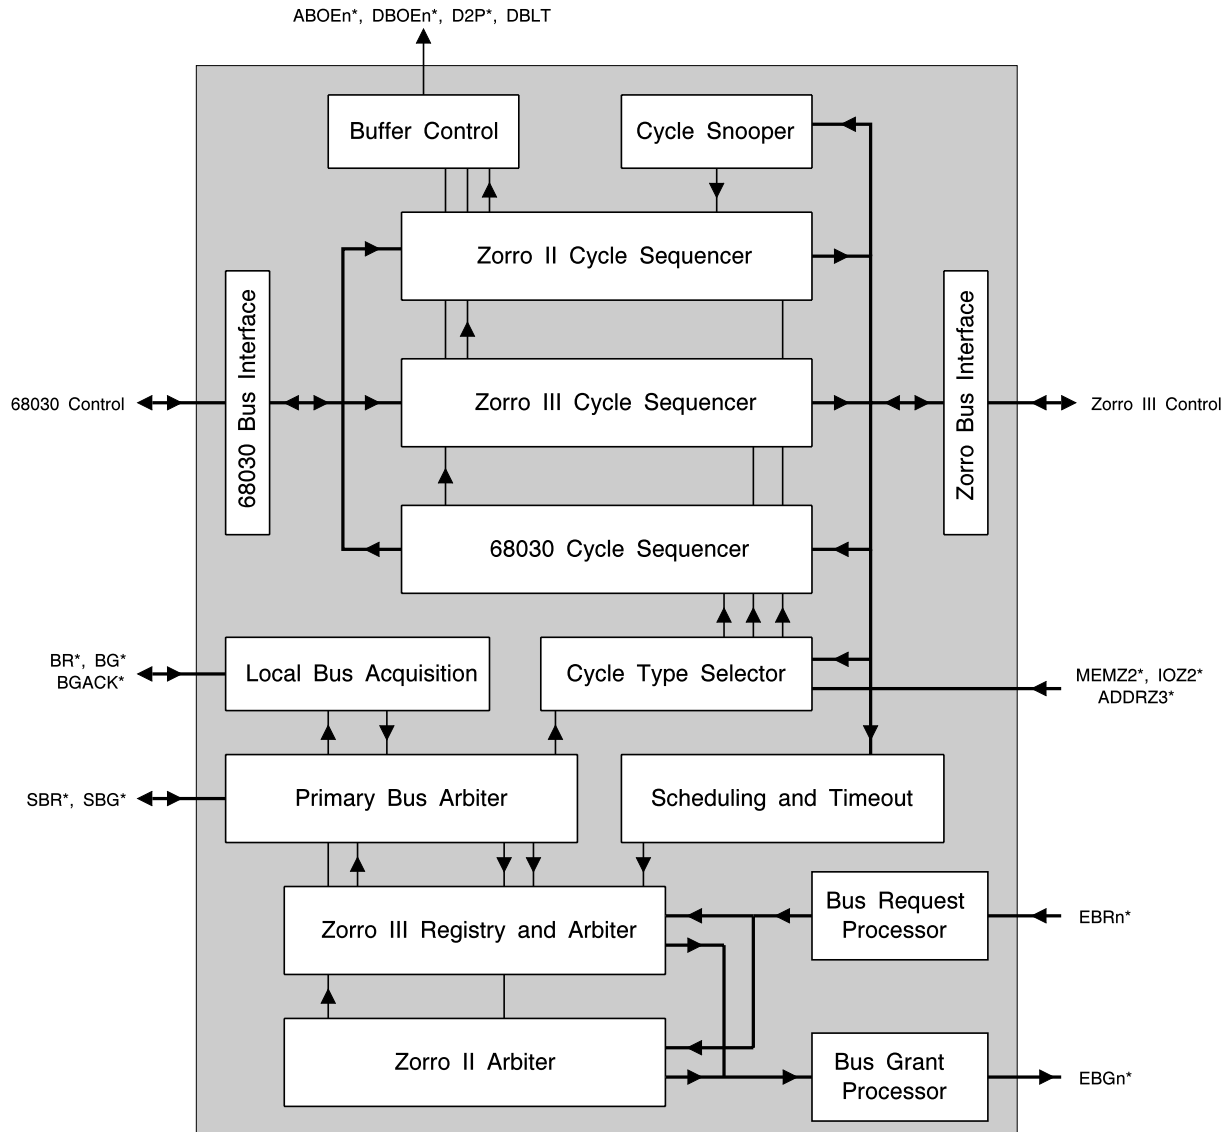 ABOEn*, DBOEn*, D2P*, DBLT
Buffer Control
Cycle Snooper
Zorro II Cycle Sequencer
68030 Bus Interface
Zorro Bus Interface
68030 Control
Zorro III Cycle Sequencer
Zorro III Control
68030 Cycle Sequencer
BR*, BG*
BGACK*
Local Bus Acquisition
Cycle Type Selector
MEMZ2*, IOZ2*
ADDRZ3*
SBR*, SBG*
Primary Bus Arbiter
Scheduling and Timeout
Zorro III Registry and Arbiter
Bus Request
Processor
EBRn*
Zorro II Arbiter
Bus Grant
Processor
EBGn*